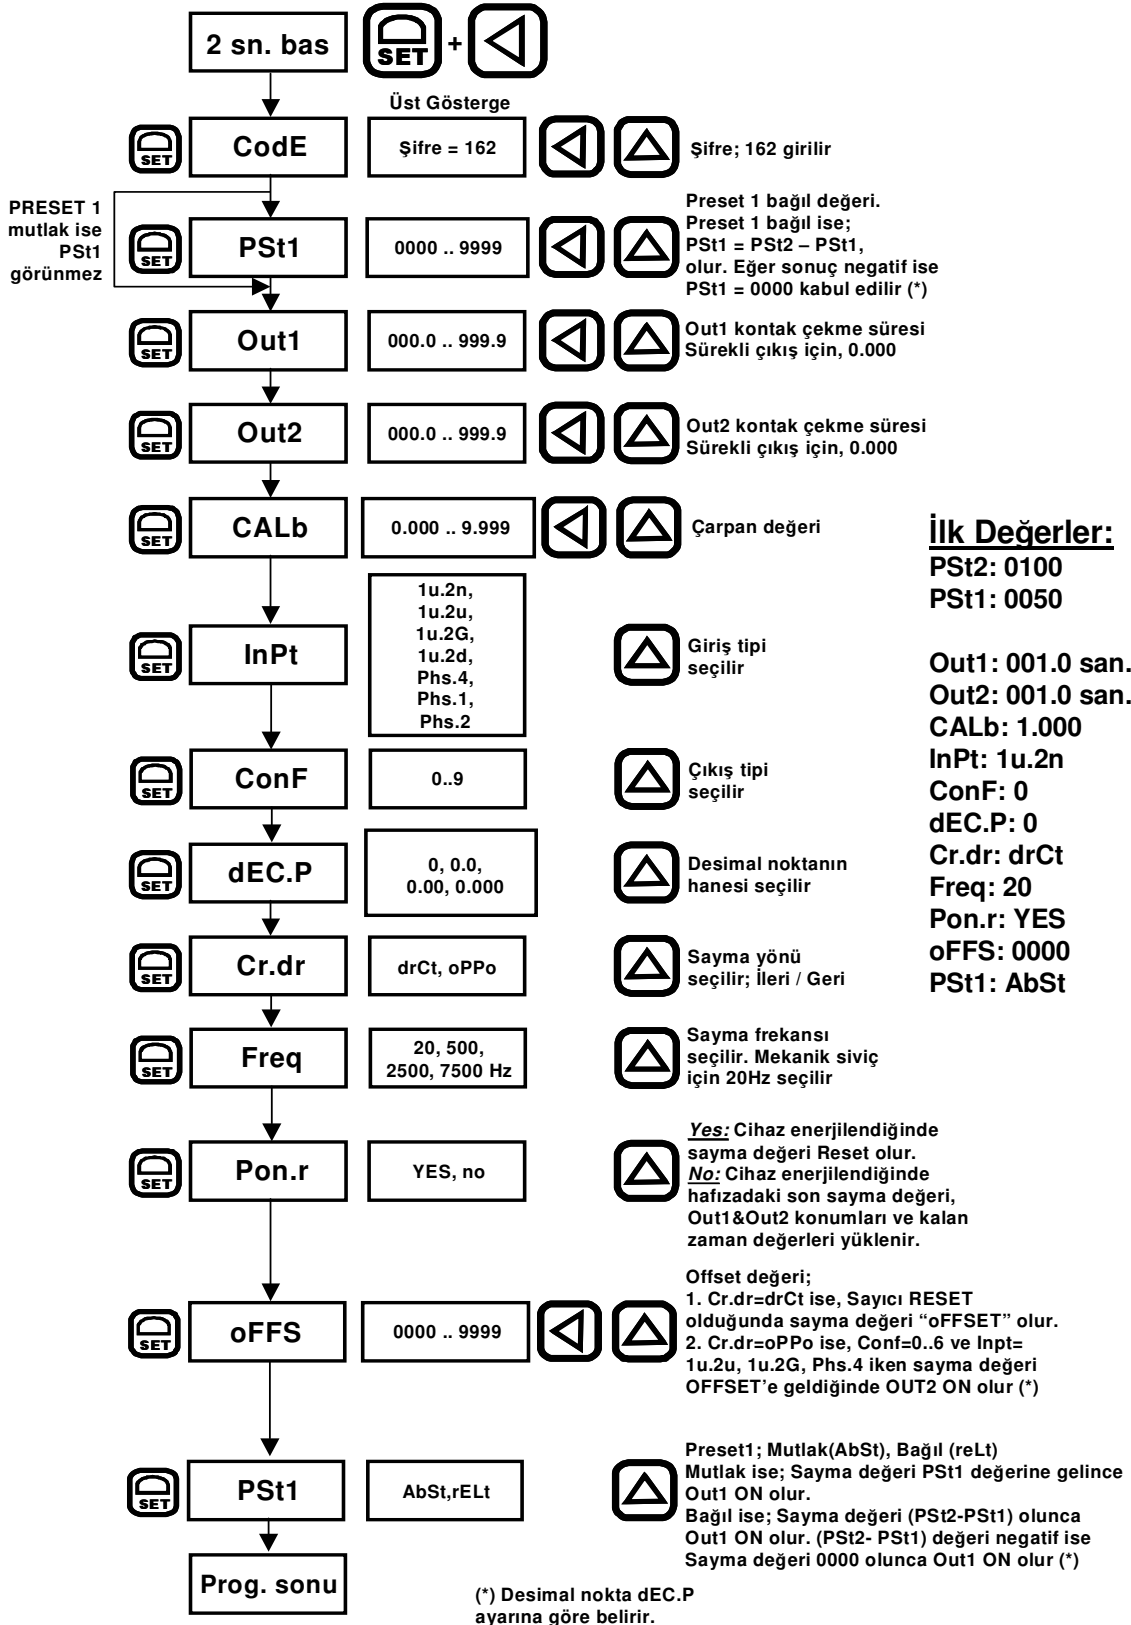 2 sn. bas
SET
+
Üst Gösterge
SET
CodE
Şifre = 162
Şifre; 162 girilir
PRESET 1
mutlak ise
PSt1
görünmez
SET
PSt1
0000 .. 9999
Preset 1 bağıl değeri.
Preset 1 bağıl ise;
PSt1 = PSt2 – PSt1,
olur. Eğer sonuç negatif ise
PSt1 = 0000 kabul edilir (*)
SET
Out1
000.0 .. 999.9
Out1 kontak çekme süresi
Sürekli çıkış için, 0.000
SET
Out2
000.0 .. 999.9
Out2 kontak çekme süresi
Sürekli çıkış için, 0.000
SET
CALb
0.000 .. 9.999
Çarpan değeri
SET
InPt
1u.2n,
1u.2u,
1u.2G,
1u.2d,
Phs.4,
Phs.1,
Phs.2
Giriş tipi
seçilir
SET
ConF
0..9
Çıkış tipi
seçilir
SET
dEC.P
0, 0.0,
0.00, 0.000
Desimal noktanın
hanesi seçilir
SET
Cr.dr
drCt, oPPo
Sayma yönü
seçilir; İleri / Geri
SET
Freq
20, 500,
2500, 7500 Hz
Sayma frekansı
seçilir. Mekanik siviç
için 20Hz seçilir
SET
Pon.r
YES, no
Yes: Cihaz enerjilendiğinde
sayma değeri Reset olur.
No: Cihaz enerjilendiğinde
hafızadaki son sayma değeri,
Out1&Out2 konumları ve kalan
zaman değerleri yüklenir.
SET
oFFS
0000 .. 9999
Offset değeri;
1. Cr.dr=drCt ise, Sayıcı RESET
olduğunda sayma değeri “oFFSET” olur.
2. Cr.dr=oPPo ise, Conf=0..6 ve Inpt=
1u.2u, 1u.2G, Phs.4 iken sayma değeri
OFFSET’e geldiğinde OUT2 ON olur (*)
SET
PSt1
AbSt,rELt
Preset1; Mutlak(AbSt), Bağıl (reLt)
Mutlak ise; Sayma değeri PSt1 değerine gelince
Out1 ON olur.
Bağıl ise; Sayma değeri (PSt2-PSt1) olunca
Out1 ON olur. (PSt2- PSt1) değeri negatif ise
Sayma değeri 0000 olunca Out1 ON olur (*)
Prog. sonu
(*) Desimal nokta dEC.P
ayarına göre belirir.
İlk Değerler:
PSt2: 0100
PSt1: 0050
Out1: 001.0 san.
Out2: 001.0 san.
CALb: 1.000
InPt: 1u.2n
ConF: 0
dEC.P: 0
Cr.dr: drCt
Freq: 20
Pon.r: YES
oFFS: 0000
PSt1: AbSt